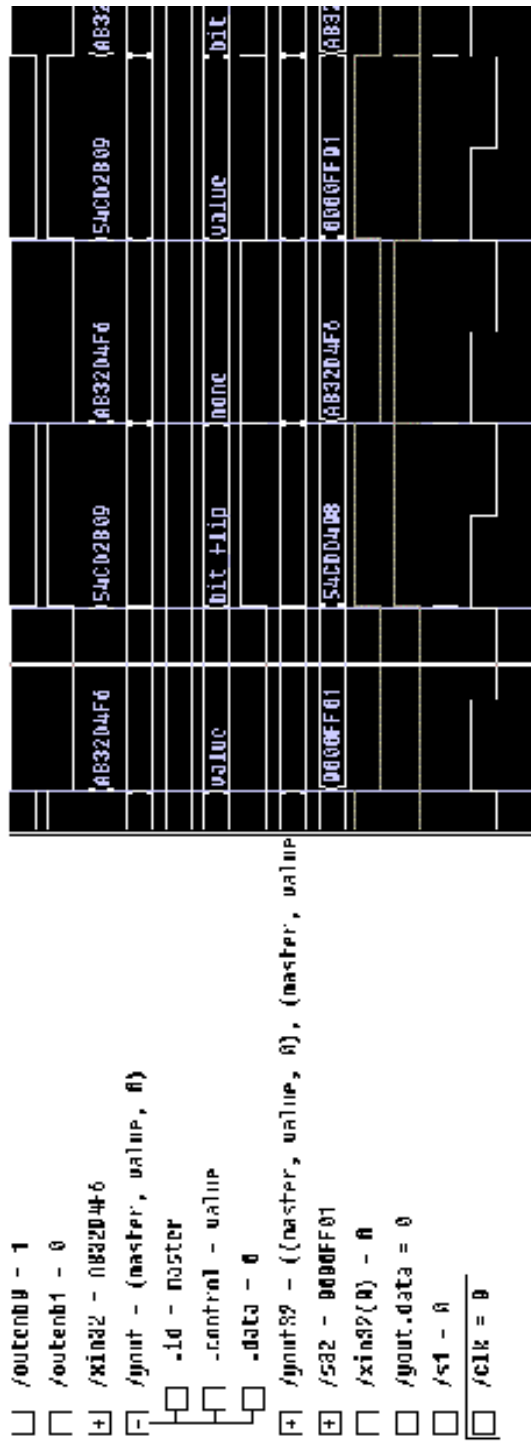 /outenb0 - 1
/outenb1 - 0
/xin32 - AB32D4F6 AB32D4F6 54CD2B09 AB32D4F6 54CD2B09 AB32
/yout - (master, value, 0)
.id - master
.control - value value bit flip none value bit
.data - 0
/yout32 - ((master, value, 0), (master, value
/s32 - 0000FF01 0000FF01 54CDD4D8 AB32D4F6 0000FF01 AB32
/xin32(0) - 0
/yout.data = 0
/s1 - 0
/clk = 0